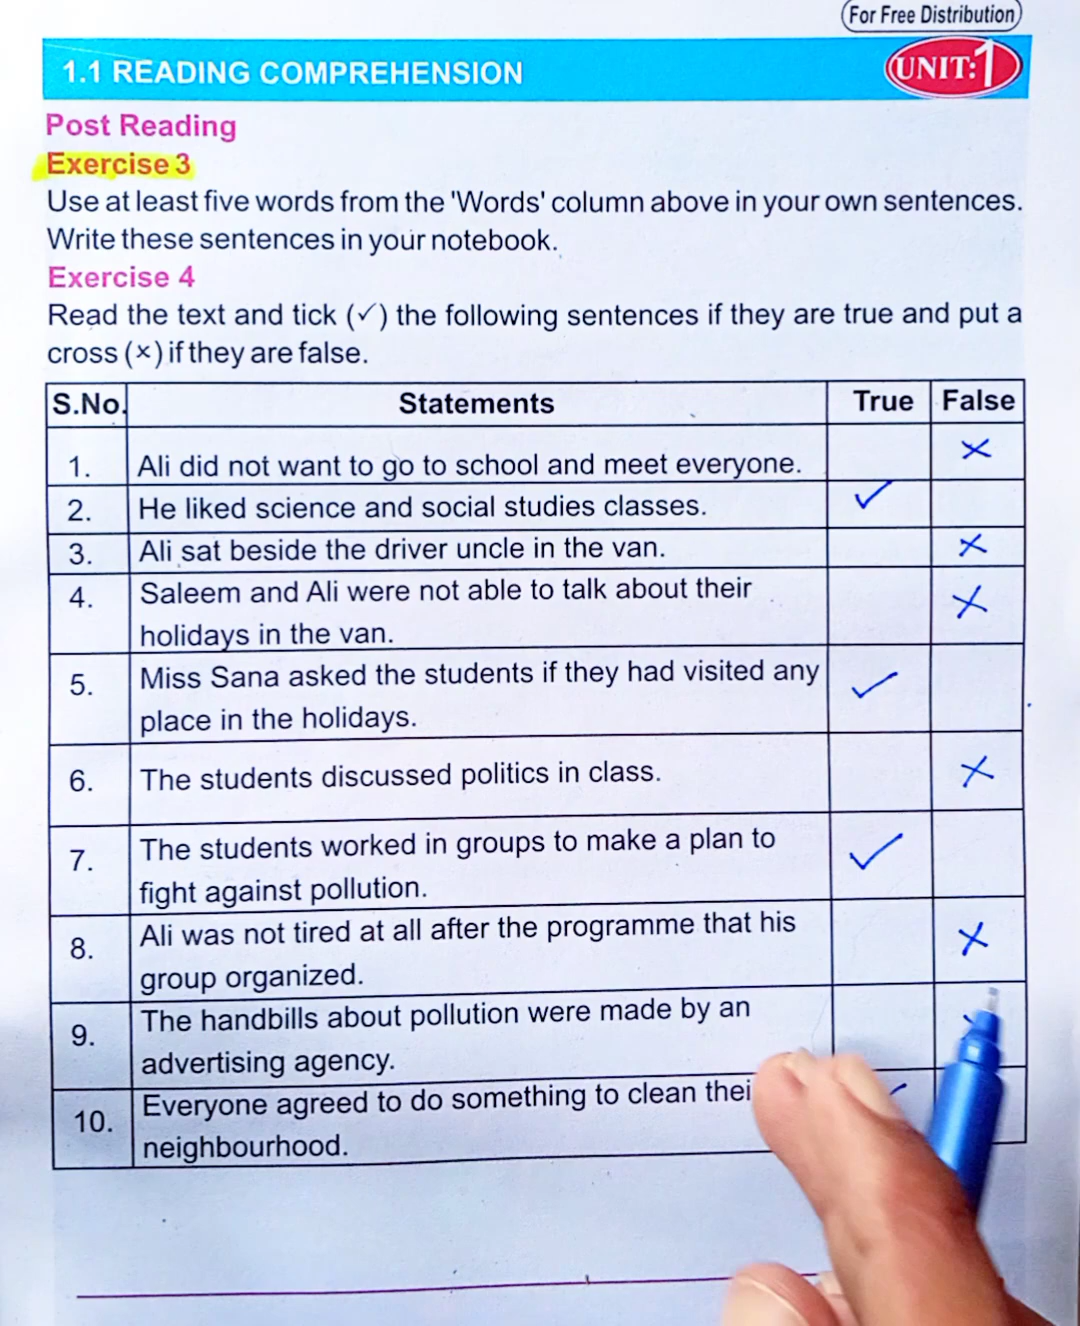 (For Free Distribution)
1.1 READING COMPREHENSION
UNIT: 1
Post Reading
Exercise 3
Use at least five words from the 'Words' column above in your own sentences.
Write these sentences in your notebook.
Exercise 4
Read the text and tick (✓) the following sentences if they are true and put a
cross (×) if they are false.
S.No. Statements True False
1. Ali did not want to go to school and meet everyone. ×
2. He liked science and social studies classes. ✓
3. Ali sat beside the driver uncle in the van. ×
4. Saleem and Ali were not able to talk about their
holidays in the van. ×
5. Miss Sana asked the students if they had visited any ✓
place in the holidays.
6. The students discussed politics in class. ×
7. The students worked in groups to make a plan to ✓
fight against pollution.
8. Ali was not tired at all after the programme that his ×
group organized.
9. The handbills about pollution were made by an
advertising agency.
10. Everyone agreed to do something to clean thei
neighbourhood.